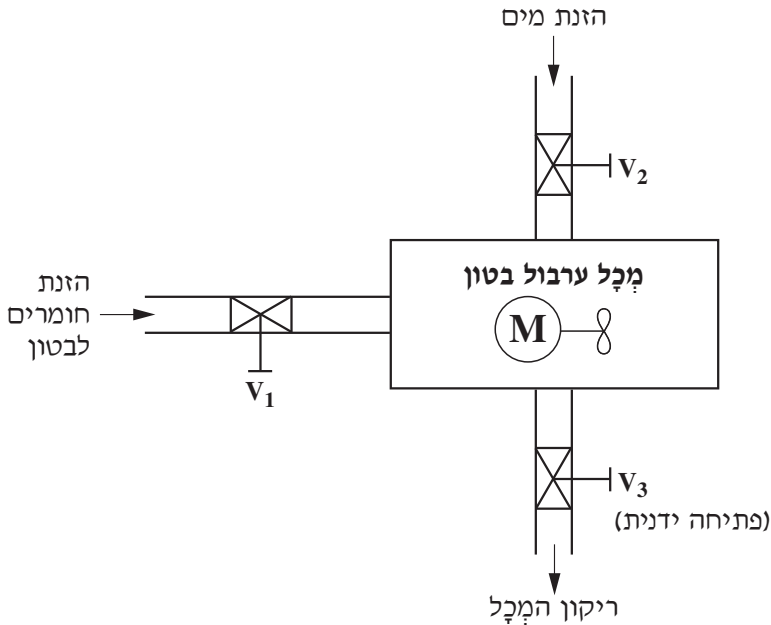 הזנת מים
V2
מְכָל ערבול בטון
M
הזנת
חומרים
לבטון
V1
V3
(פתיחה ידנית)
ריקון המְכָל